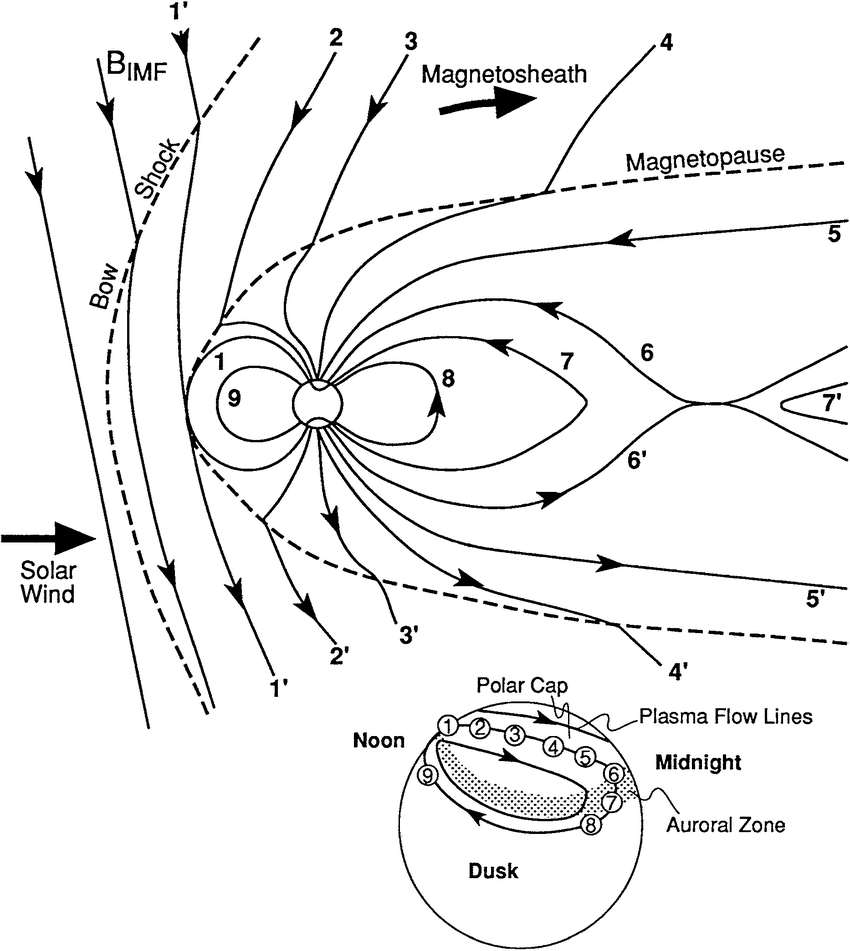 1'
2
3
4
B_IMF
Magnetosheath
Shock
Magnetopause
Bow
5
1
9
8
7
6
7'
6'
Solar
Wind
5'
3'
2'
4'
1'
Polar Cap
Plasma Flow Lines
Noon
1
2
3
4
5
6
Midnight
9
7
8
Auroral Zone
Dusk